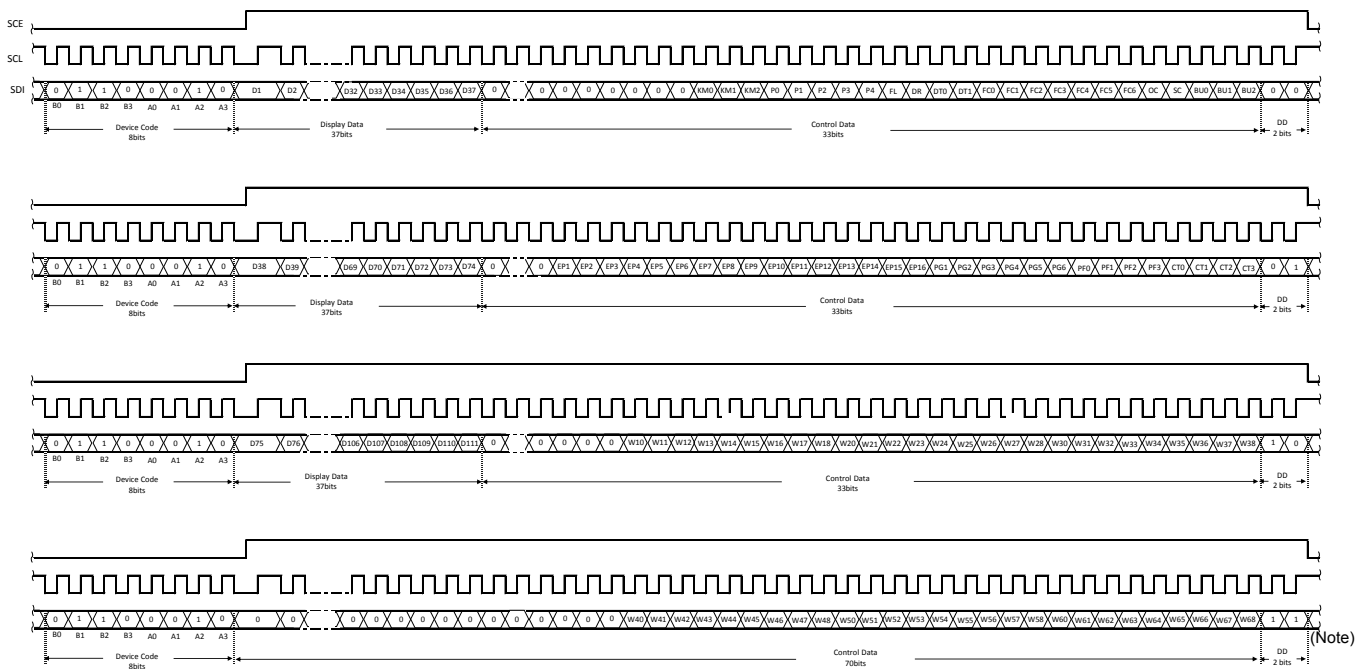 SCE
SCL
SDI 0 1 1 0 0 0 1 0 D1 D2 D32 D33 D34 D35 D36 D37 0 0 0 0 0 0 0 0 KM0 KM1 KM2 P0 P1 P2 P3 P4 FL DR DT0 DT1 FC0 FC1 FC2 FC3 FC4 FC5 FC6 OC SC BU0 BU1 BU2 0 0
B0 B1 B2 B3 A0 A1 A2 A3
Device Code 8bits
Display Data 37bits
Control Data 33bits
DD 2 bits
0 1 1 0 0 0 1 0 D38 D39 D69 D70 D71 D72 D73 D74 0 0 0 EP1 EP2 EP3 EP4 EP5 EP6 EP7 EP8 EP9 EP10 EP11 EP12 EP13 EP14 EP15 EP16 PG1 PG2 PG3 PG4 PG5 PG6 PF0 PF1 PF2 PF3 CT0 CT1 CT2 CT3 0 1
B0 B1 B2 B3 A0 A1 A2 A3
Device Code 8bits
Display Data 37bits
Control Data 33bits
DD 2 bits
0 1 1 0 0 0 1 0 D75 D76 D106 D107 D108 D109 D110 D111 0 0 0 0 0 W10 W11 W12 W13 W14 W15 W16 W17 W18 W20 W21 W22 W23 W24 W25 W26 W27 W28 W30 W31 W32 W33 W34 W35 W36 W37 W38 1 0
B0 B1 B2 B3 A0 A1 A2 A3
Device Code 8bits
Display Data 37bits
Control Data 33bits
DD 2 bits
0 1 1 0 0 0 1 0 0 0 0 0 0 0 0 0 0 0 0 0 0 W40 W41 W42 W43 W44 W45 W46 W47 W48 W50 W51 W52 W53 W54 W55 W56 W57 W58 W60 W61 W62 W63 W64 W65 W66 W67 W68 1 1
(Note)
B0 B1 B2 B3 A0 A1 A2 A3
Device Code 8bits
Control Data 70bits
DD 2 bits